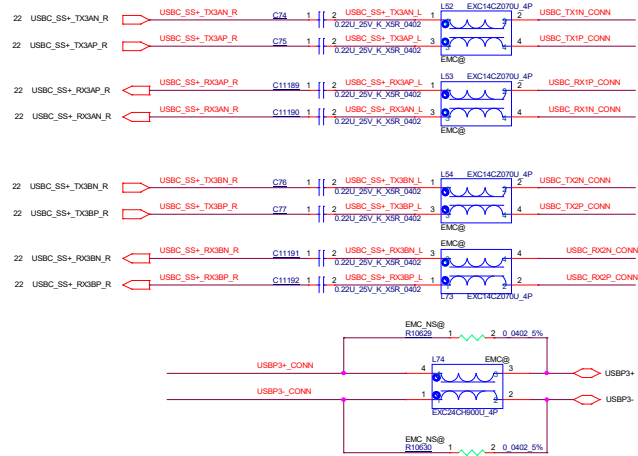 L52 EXC14CZ070U_4P
22 USBC_SS+_TX3AN_R USBC_SS+_TX3AN_R C74 1 2 USBC_SS+_TX3AN_L 1 2 USBC_TX1N_CONN
0.22U_25V_K_X5R_0402
22 USBC_SS+_TX3AP_R USBC_SS+_TX3AP_R C75 1 2 USBC_SS+_TX3AP_L 3 4 USBC_TX1P_CONN
0.22U_25V_K_X5R_0402
EMC@
L53 EXC14CZ070U_4P
22 USBC_SS+_RX3AP_R USBC_SS+_RX3AP_R C11189 1 2 USBC_SS+_RX3AP_L 1 2 USBC_RX1P_CONN
0.22U_25V_K_X5R_0402
22 USBC_SS+_RX3AN_R USBC_SS+_RX3AN_R C11190 1 2 USBC_SS+_RX3AN_L 3 4 USBC_RX1N_CONN
0.22U_25V_K_X5R_0402
EMC@
L54 EXC14CZ070U_4P
22 USBC_SS+_TX3BN_R USBC_SS+_TX3BN_R C76 1 2 USBC_SS+_TX3BN_L 1 2 USBC_TX2N_CONN
0.22U_25V_K_X5R_0402
22 USBC_SS+_TX3BP_R USBC_SS+_TX3BP_R C77 1 2 USBC_SS+_TX3BP_L 3 4 USBC_TX2P_CONN
0.22U_25V_K_X5R_0402
EMC@
EMC@
22 USBC_SS+_RX3BN_R USBC_SS+_RX3BN_R C11191 1 2 USBC_SS+_RX3BN_L 3 4 USBC_RX2N_CONN
0.22U_25V_K_X5R_0402
22 USBC_SS+_RX3BP_R USBC_SS+_RX3BP_R C11192 1 2 USBC_SS+_RX3BP_L 1 2 USBC_RX2P_CONN
0.22U_25V_K_X5R_0402
L73 EXC14CZ070U_4P
EMC_NS@
R10629 1 2 0_0402_5%
L74 EMC@
USBP3+_CONN 4 3 USBP3+
USBP3-_CONN 1 2 USBP3-
EXC24CH900U_4P
EMC_NS@
R10630 1 2 0_0402_5%